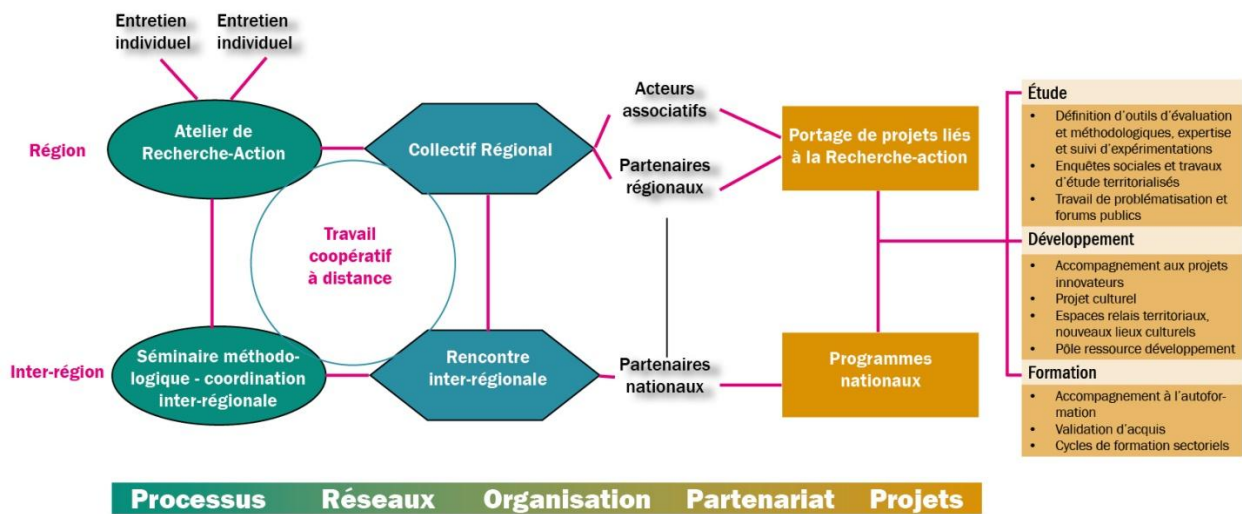 Entretien
individuel
Entretien
individuel
Région
Atelier de
Recherche-Action
Collectif Régional
Acteurs
associatifs
Partenaires
régionaux
Portage de projets liés
à la Recherche-action
Travail
coopératif
à distance
Inter-région
Séminaire méthodo-
logique - coordination
inter-régionale
Rencontre
inter-régionale
Partenaires
nationaux
Programmes
nationaux
Étude
• Définition d'outils d'évaluation
et méthodologiques, expertise
et suivi d'expérimentations
• Enquêtes sociales et travaux
d'étude territorialisés
• Travail de problématisation et
forums publics
Développement
• Accompagnement aux projets
innovateurs
• Projet culturel
• Espaces relais territoriaux,
nouveaux lieux culturels
• Pôle ressource développement
Formation
• Accompagnement à l'autofor-
mation
• Validation d'acquis
• Cycles de formation sectoriels
Processus Réseaux Organisation Partenariat Projets